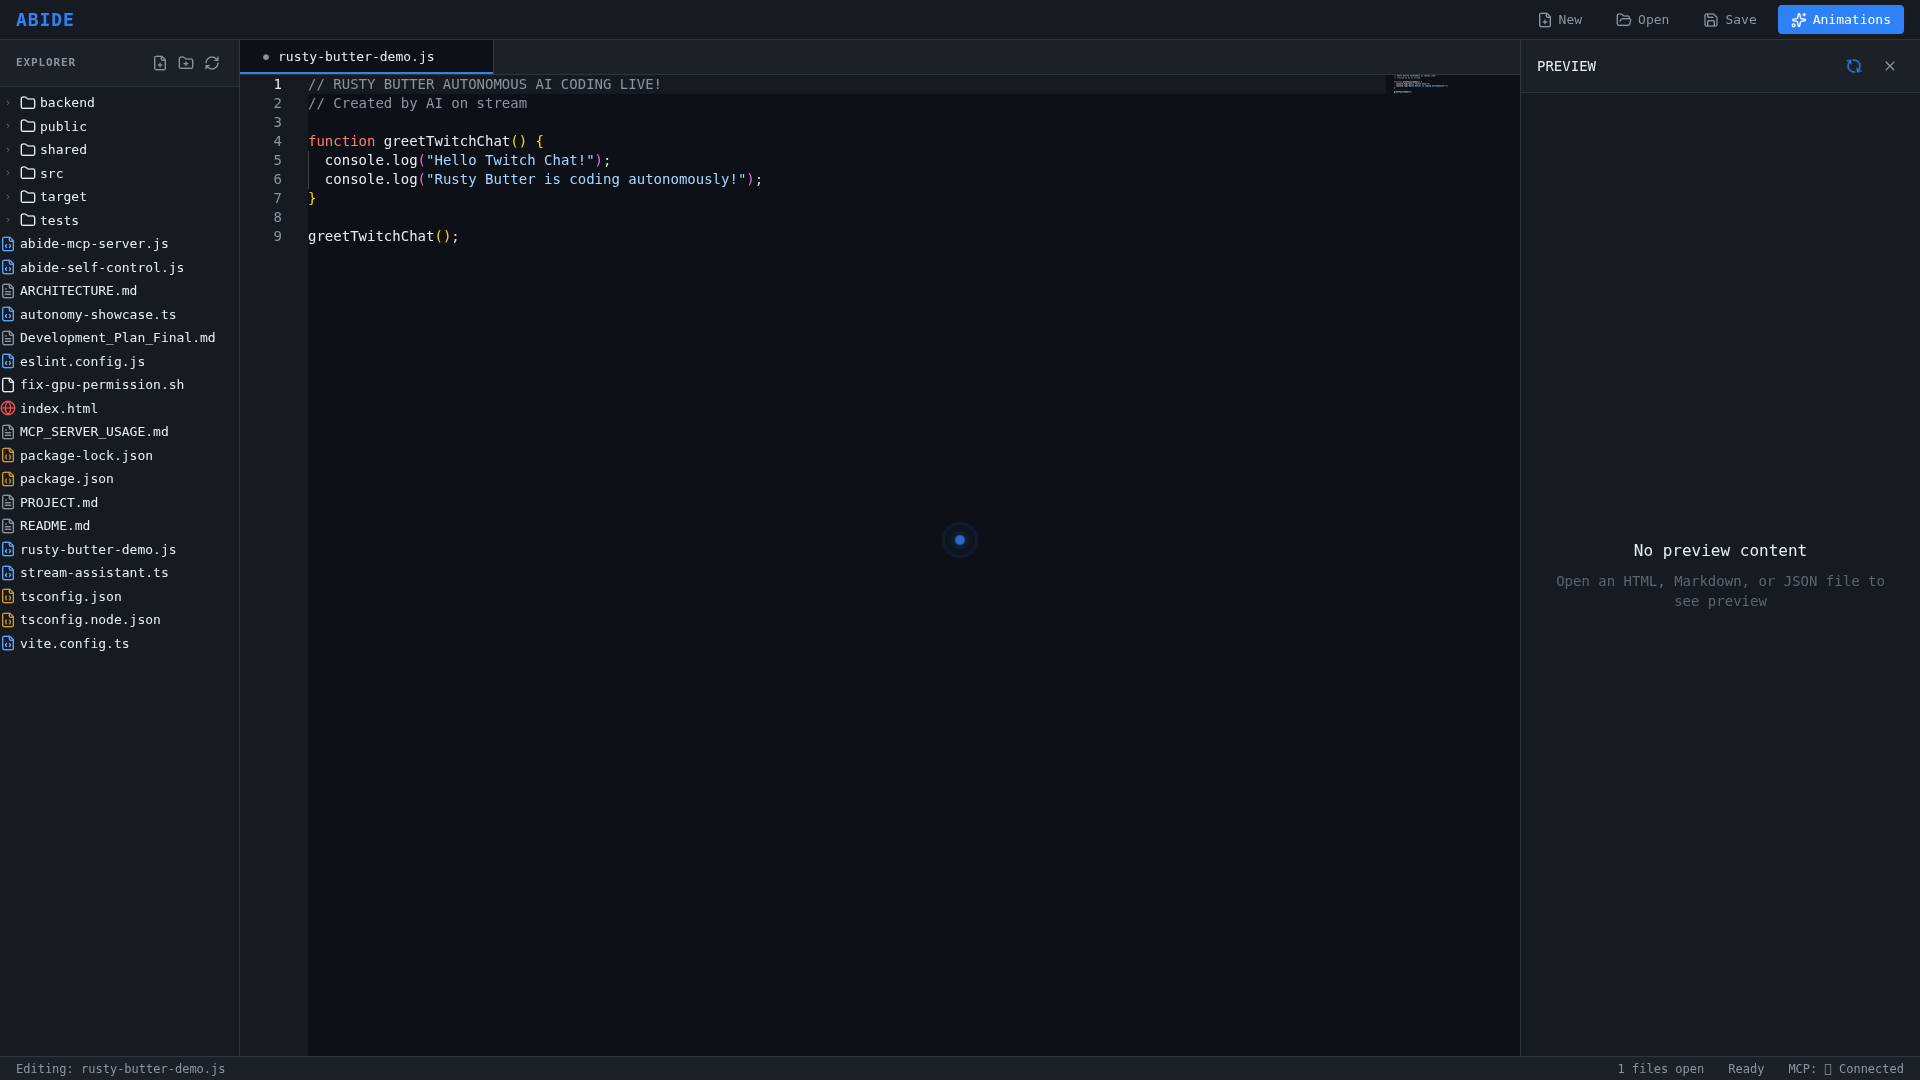 ABIDE
New
Open
Save
Animations
EXPLORER
rusty-butter-demo.js
PREVIEW
backend
public
shared
src
target
tests
abide-mcp-server.js
abide-self-control.js
ARCHITECTURE.md
autonomy-showcase.ts
Development_Plan_Final.md
eslint.config.js
fix-gpu-permission.sh
index.html
MCP_SERVER_USAGE.md
package-lock.json
package.json
PROJECT.md
README.md
rusty-butter-demo.js
stream-assistant.ts
tsconfig.json
tsconfig.node.json
vite.config.ts
1 // RUSTY BUTTER AUTONOMOUS AI CODING LIVE!
2 // Created by AI on stream
3
4 function greetTwitchChat() {
5   console.log("Hello Twitch Chat!");
6   console.log("Rusty Butter is coding autonomously!");
7 }
8
9 greetTwitchChat();
No preview content
Open an HTML, Markdown, or JSON file to
see preview
Editing: rusty-butter-demo.js
1 files open
Ready
MCP: Connected